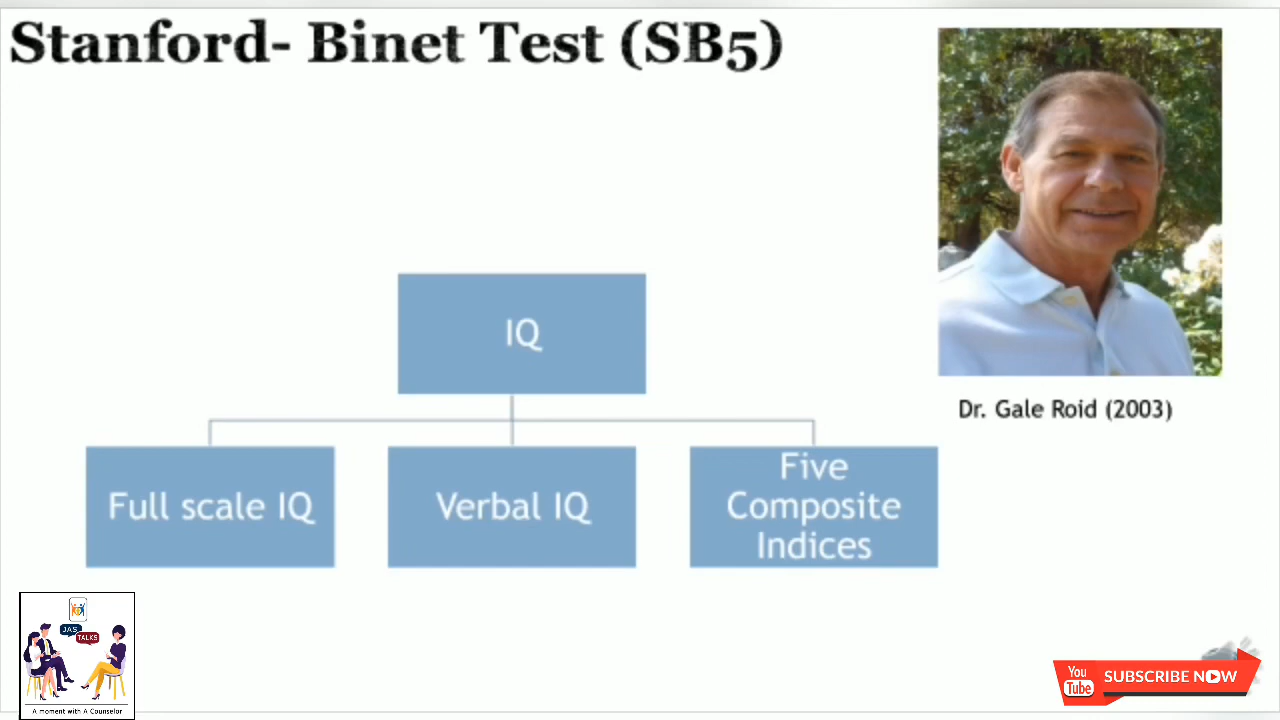 Stanford- Binet Test (SB5)
Dr. Gale Roid (2003)
IQ
Full scale IQ
Verbal IQ
Five
Composite
Indices
JAS
TALKS
A moment with A Counselor
You
Tube
SUBSCRIBE NOW